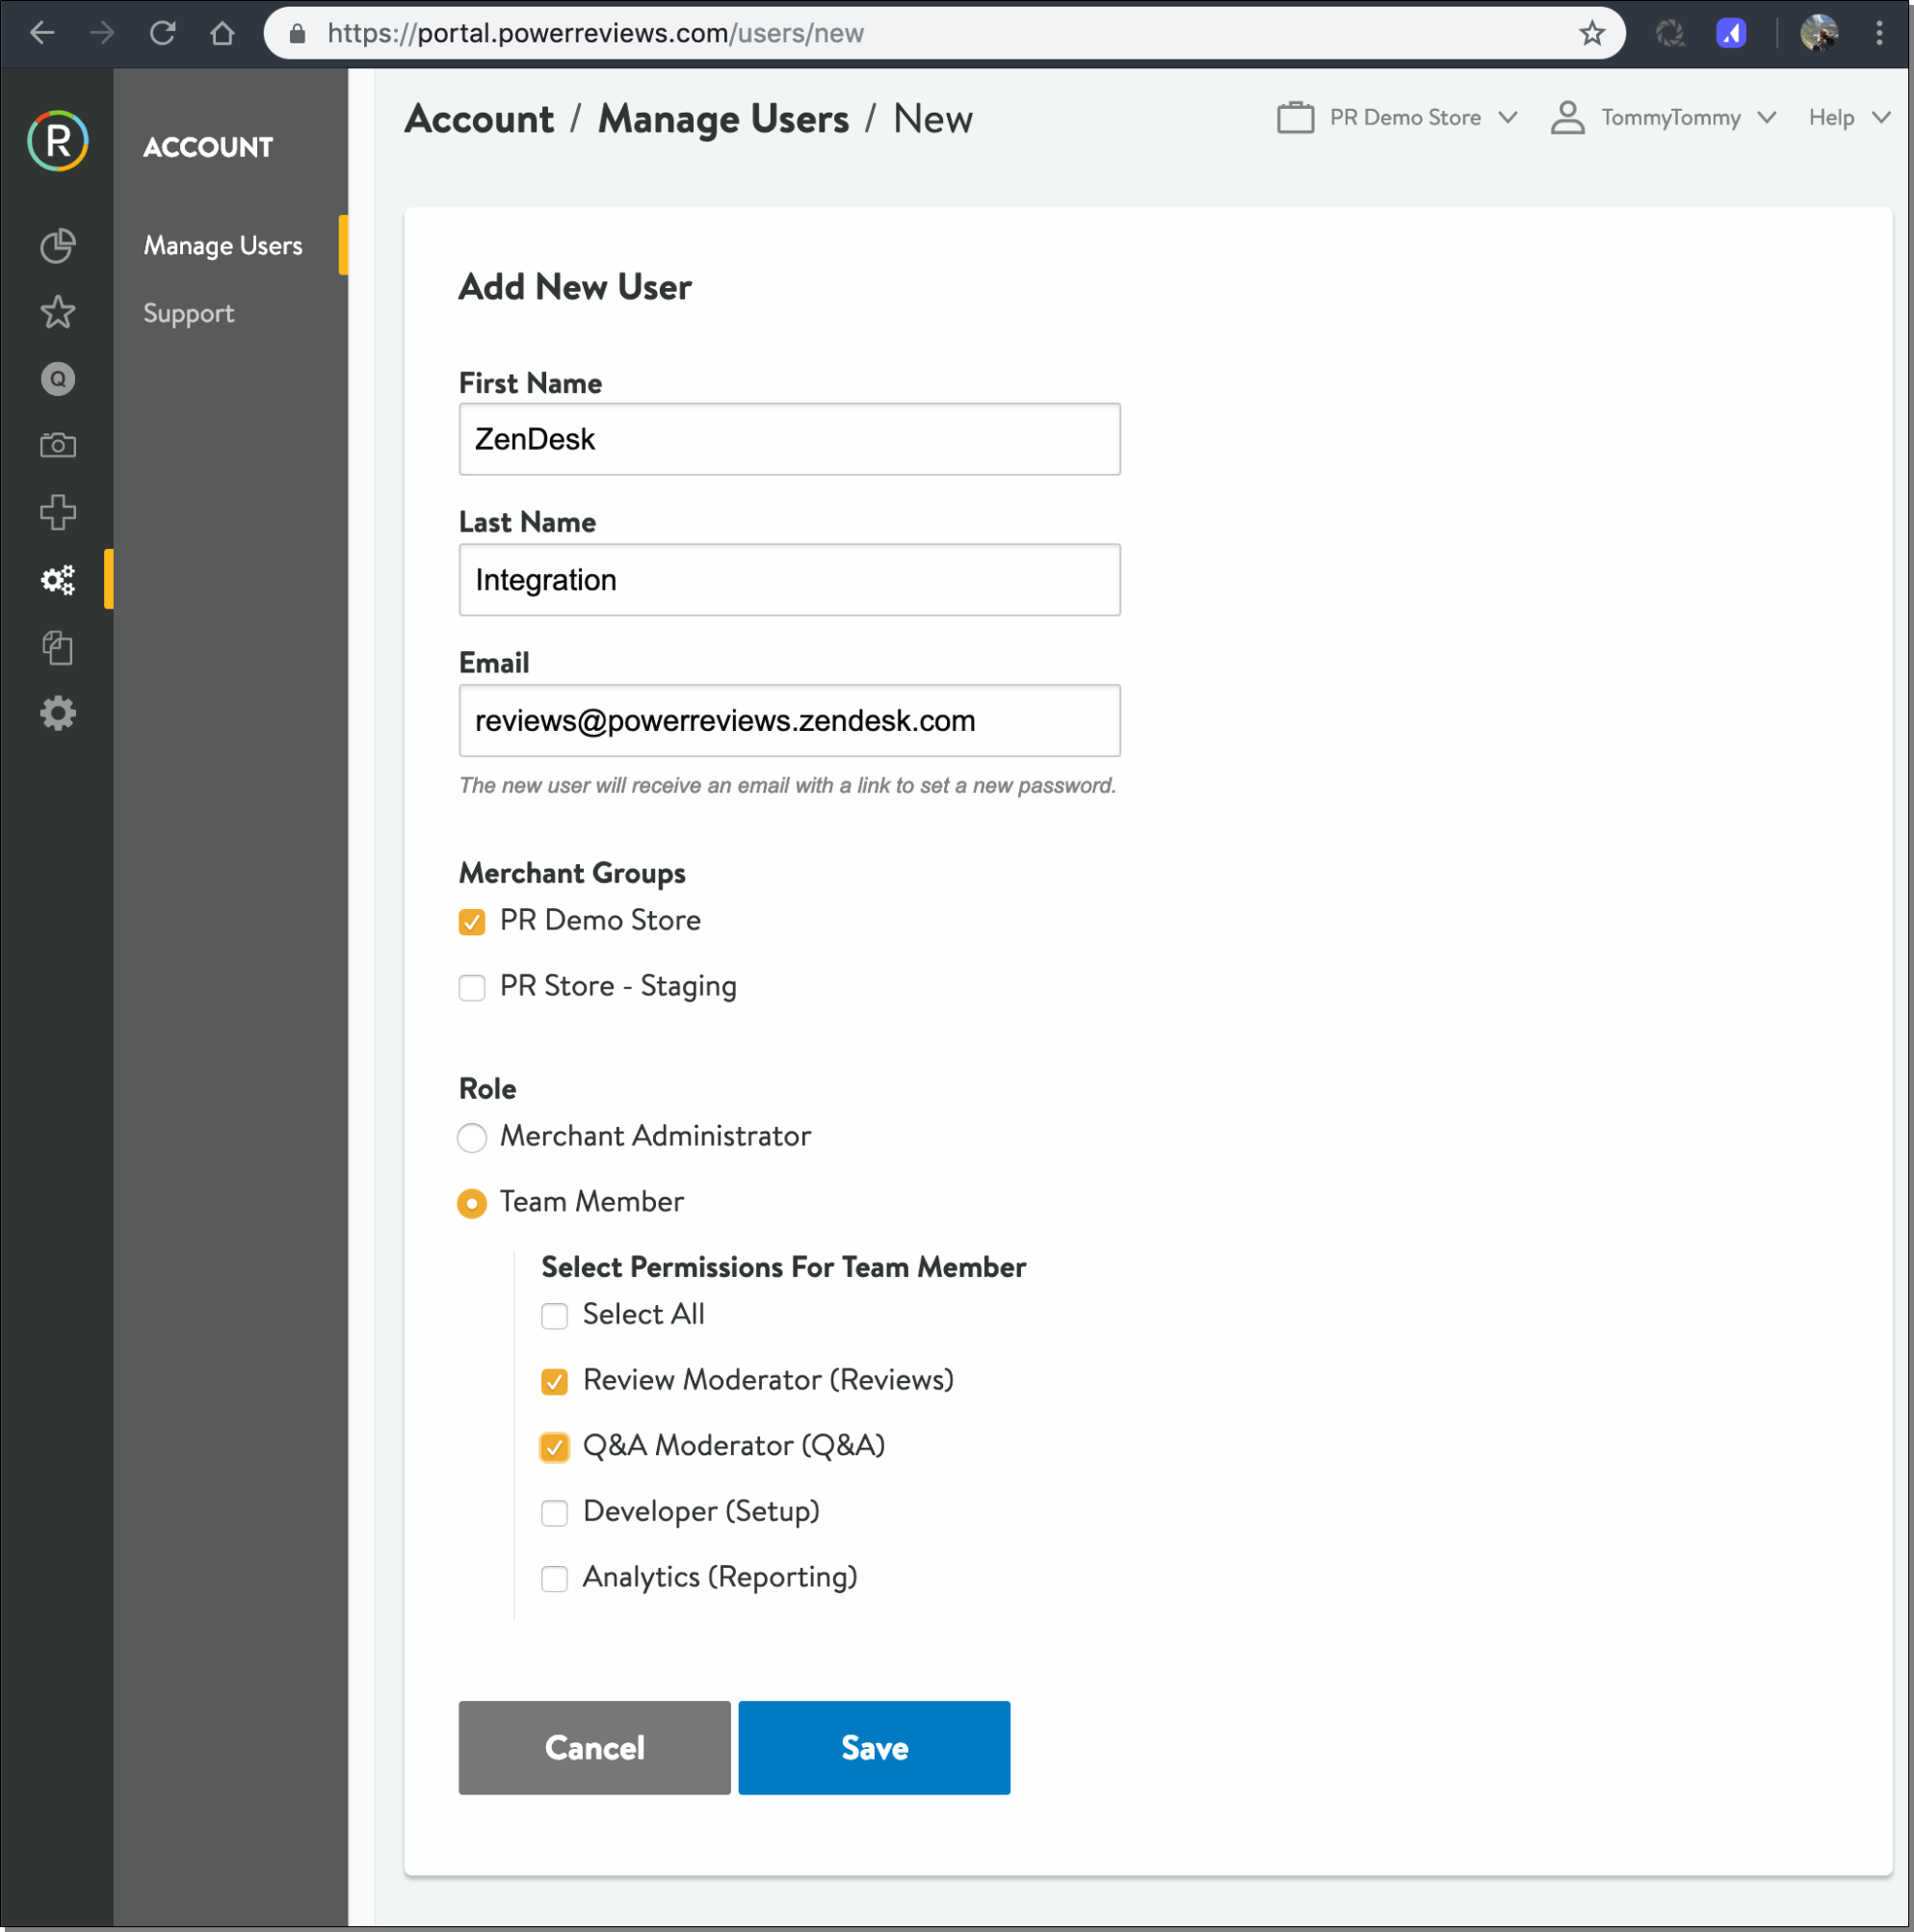 https://portal.powerreviews.com/users/new
R
ACCOUNT
Manage Users
Support
Q
Account / Manage Users / New
PR Demo Store
TommyTommy
Help
Add New User
First Name
ZenDesk
Last Name
Integration
Email
reviews@powerreviews.zendesk.com
The new user will receive an email with a link to set a new password.
Merchant Groups
PR Demo Store
PR Store - Staging
Role
Merchant Administrator
Team Member
Select Permissions For Team Member
Select All
Review Moderator (Reviews)
Q&A Moderator (Q&A)
Developer (Setup)
Analytics (Reporting)
Cancel
Save